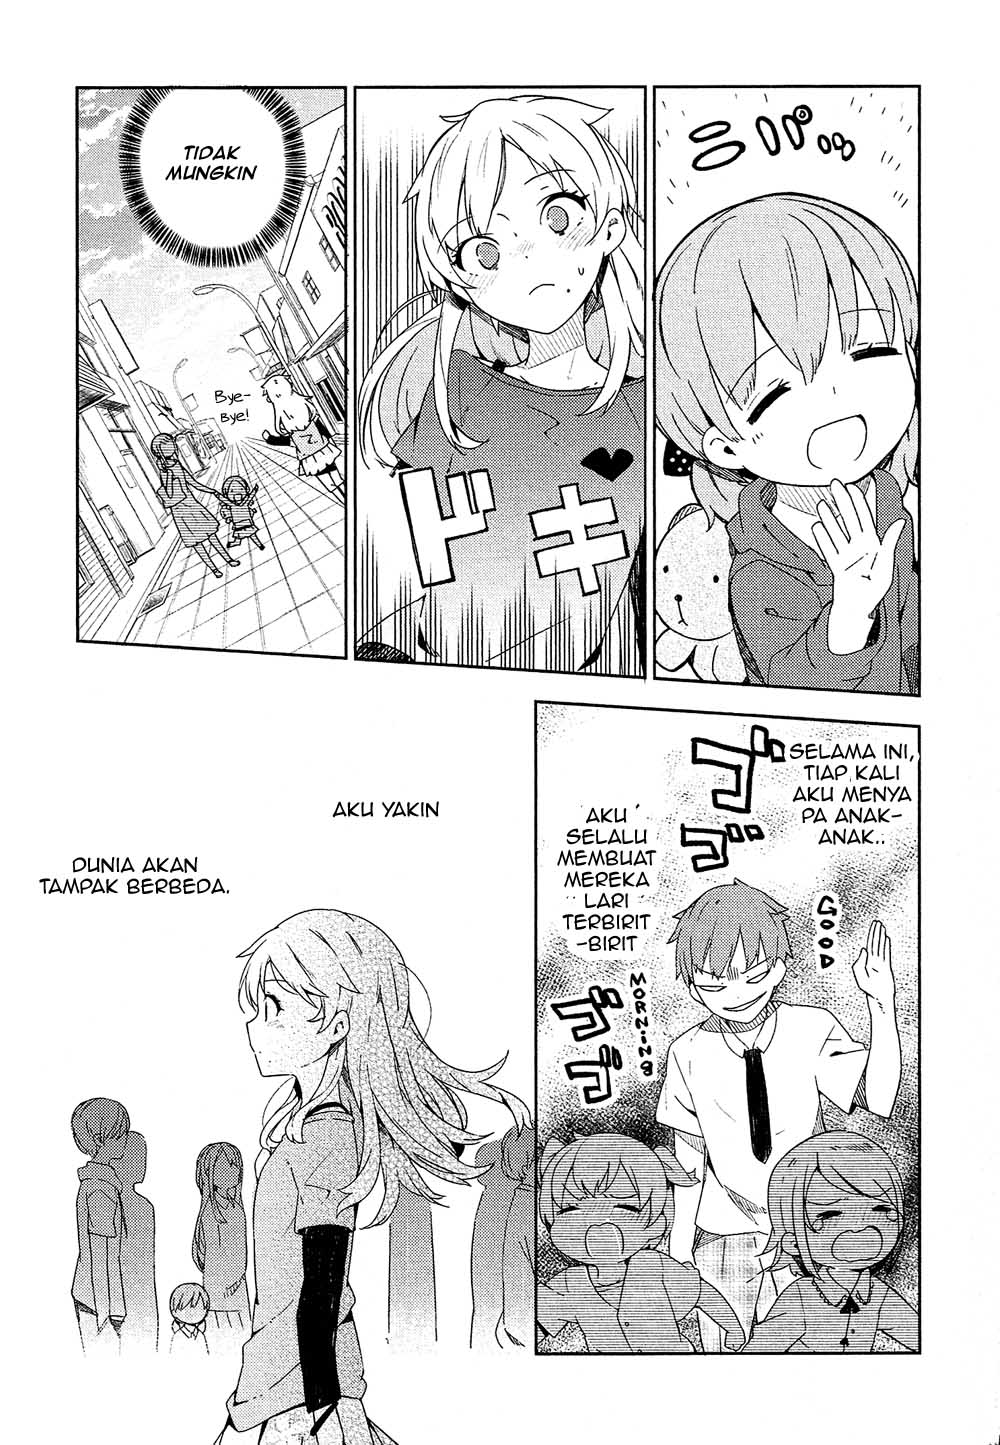 ニパッ
ドキ
TIDAK
MUNGKIN
Bye-
Bye!
SELAMA INI,
TIAP KALI
AKU MENYA
PA ANAK-
ANAK..
GOOD
MORNING
ゴゴ
AKU
SELALU
MEMBUAT
MEREKA
LARI
TERBIRIT
-BIRIT
ゴゴ
AKU YAKIN
DUNIA AKAN
TAMPAK BERBEDA.